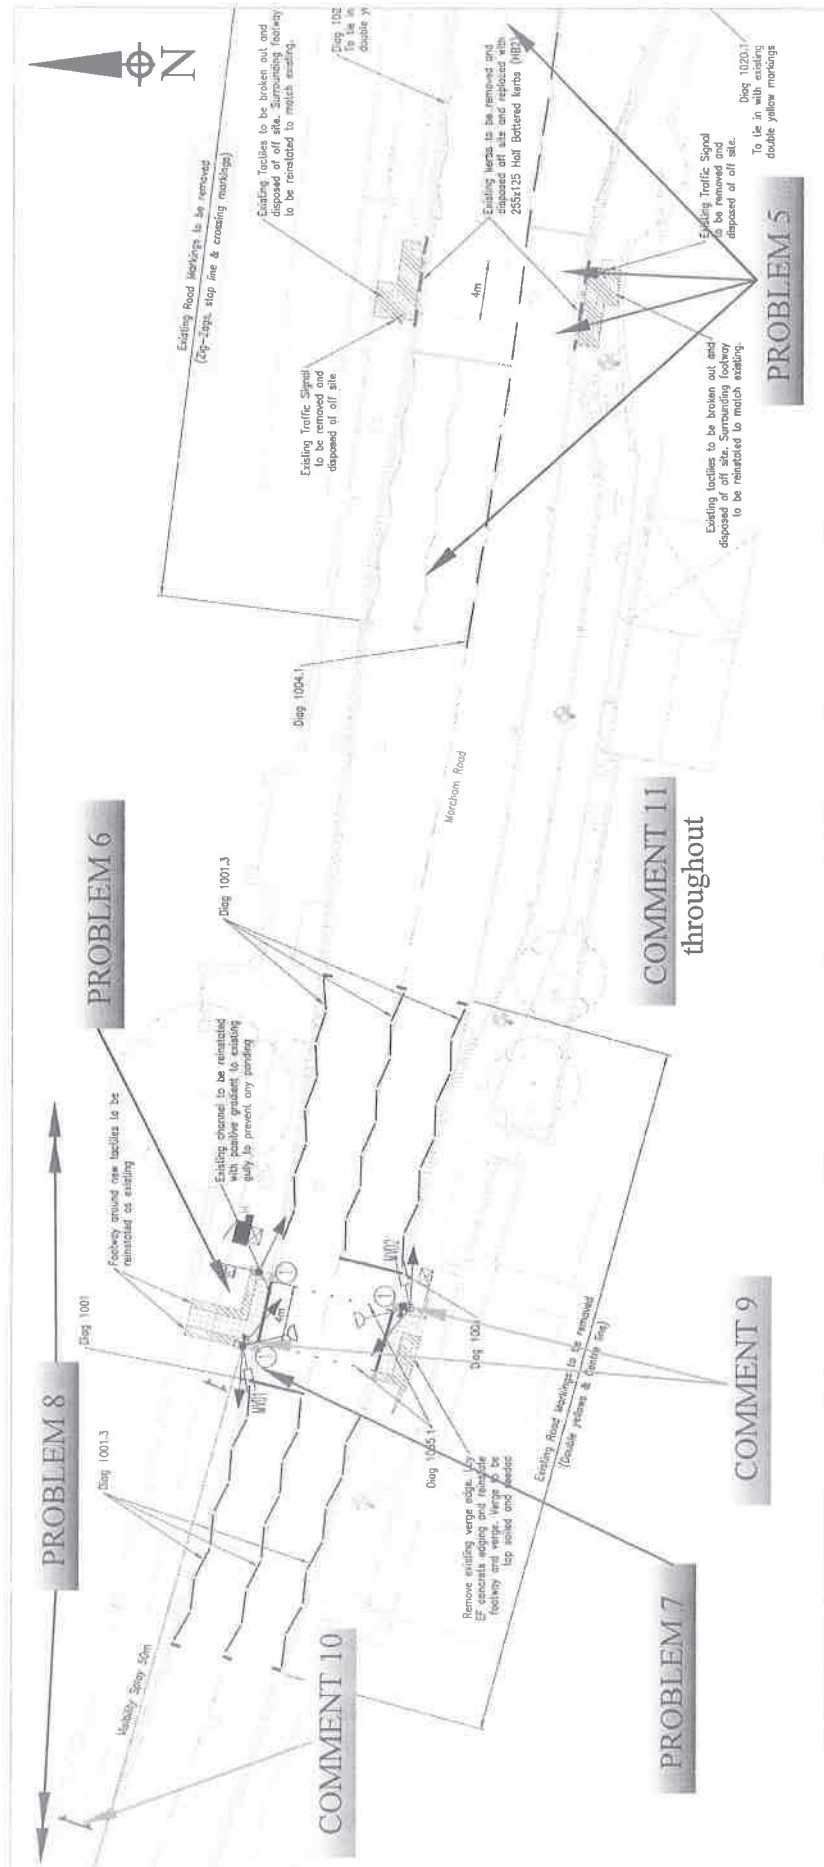 N
PROBLEM 8
PROBLEM 6
Diag 1001.3
Diag 1001
Footway around new tactiles to be
reinstated as existing
Existing channel to be reinstated
with positive gradient to existing
gully to prevent any ponding
Diag 1001.3
Visibility Splay 50m
COMMENT 10
MV01
4m
1
1
1
MV02
Diag 1055.1
Remove existing verge edge.
EF concrete edging and reinstate
footway and verge. Verge to be
top soiled and seeded
Existing Road Markings to be removed
(Double yellows & Centre line)
PROBLEM 7
COMMENT 9
COMMENT 11
throughout
Marcham Road
Diag 1004.1
Existing Road Markings to be removed
(Zig-Zags, stop line & crossing markings)
Existing Traffic Signal
to be removed and
disposed of off site
Existing Tactiles to be broken out and
disposed of off site. Surrounding footway
to be reinstated to match existing.
To tie in
Existing kerbs to be removed and
disposed off site and replaced with
255x125 Half Battered kerbs (HB2)
4m
Existing tactiles to be broken out and
disposed of off site. Surrounding footway
to be reinstated to match existing.
Existing Traffic Signal
to be removed and
disposed of off site.
Diag 1020.1
To tie in with existing
double yellow markings
PROBLEM 5